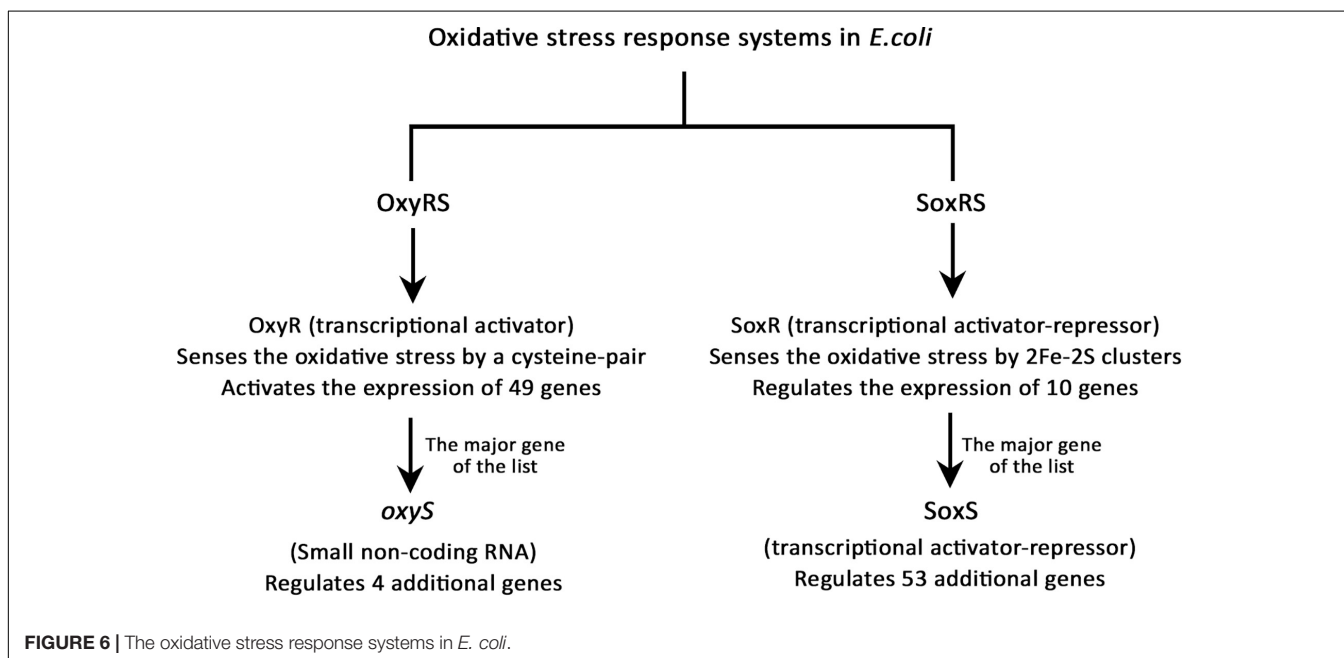 Oxidative stress response systems in E.coli
OxyRS
OxyR (transcriptional activator)
Senses the oxidative stress by a cysteine-pair
Activates the expression of 49 genes
The major gene
of the list
oxyS
(Small non-coding RNA)
Regulates 4 additional genes
SoxRS
SoxR (transcriptional activator-repressor)
Senses the oxidative stress by 2Fe-2S clusters
Regulates the expression of 10 genes
The major gene
of the list
SoxS
(transcriptional activator-repressor)
Regulates 53 additional genes
FIGURE 6 | The oxidative stress response systems in E. coli.